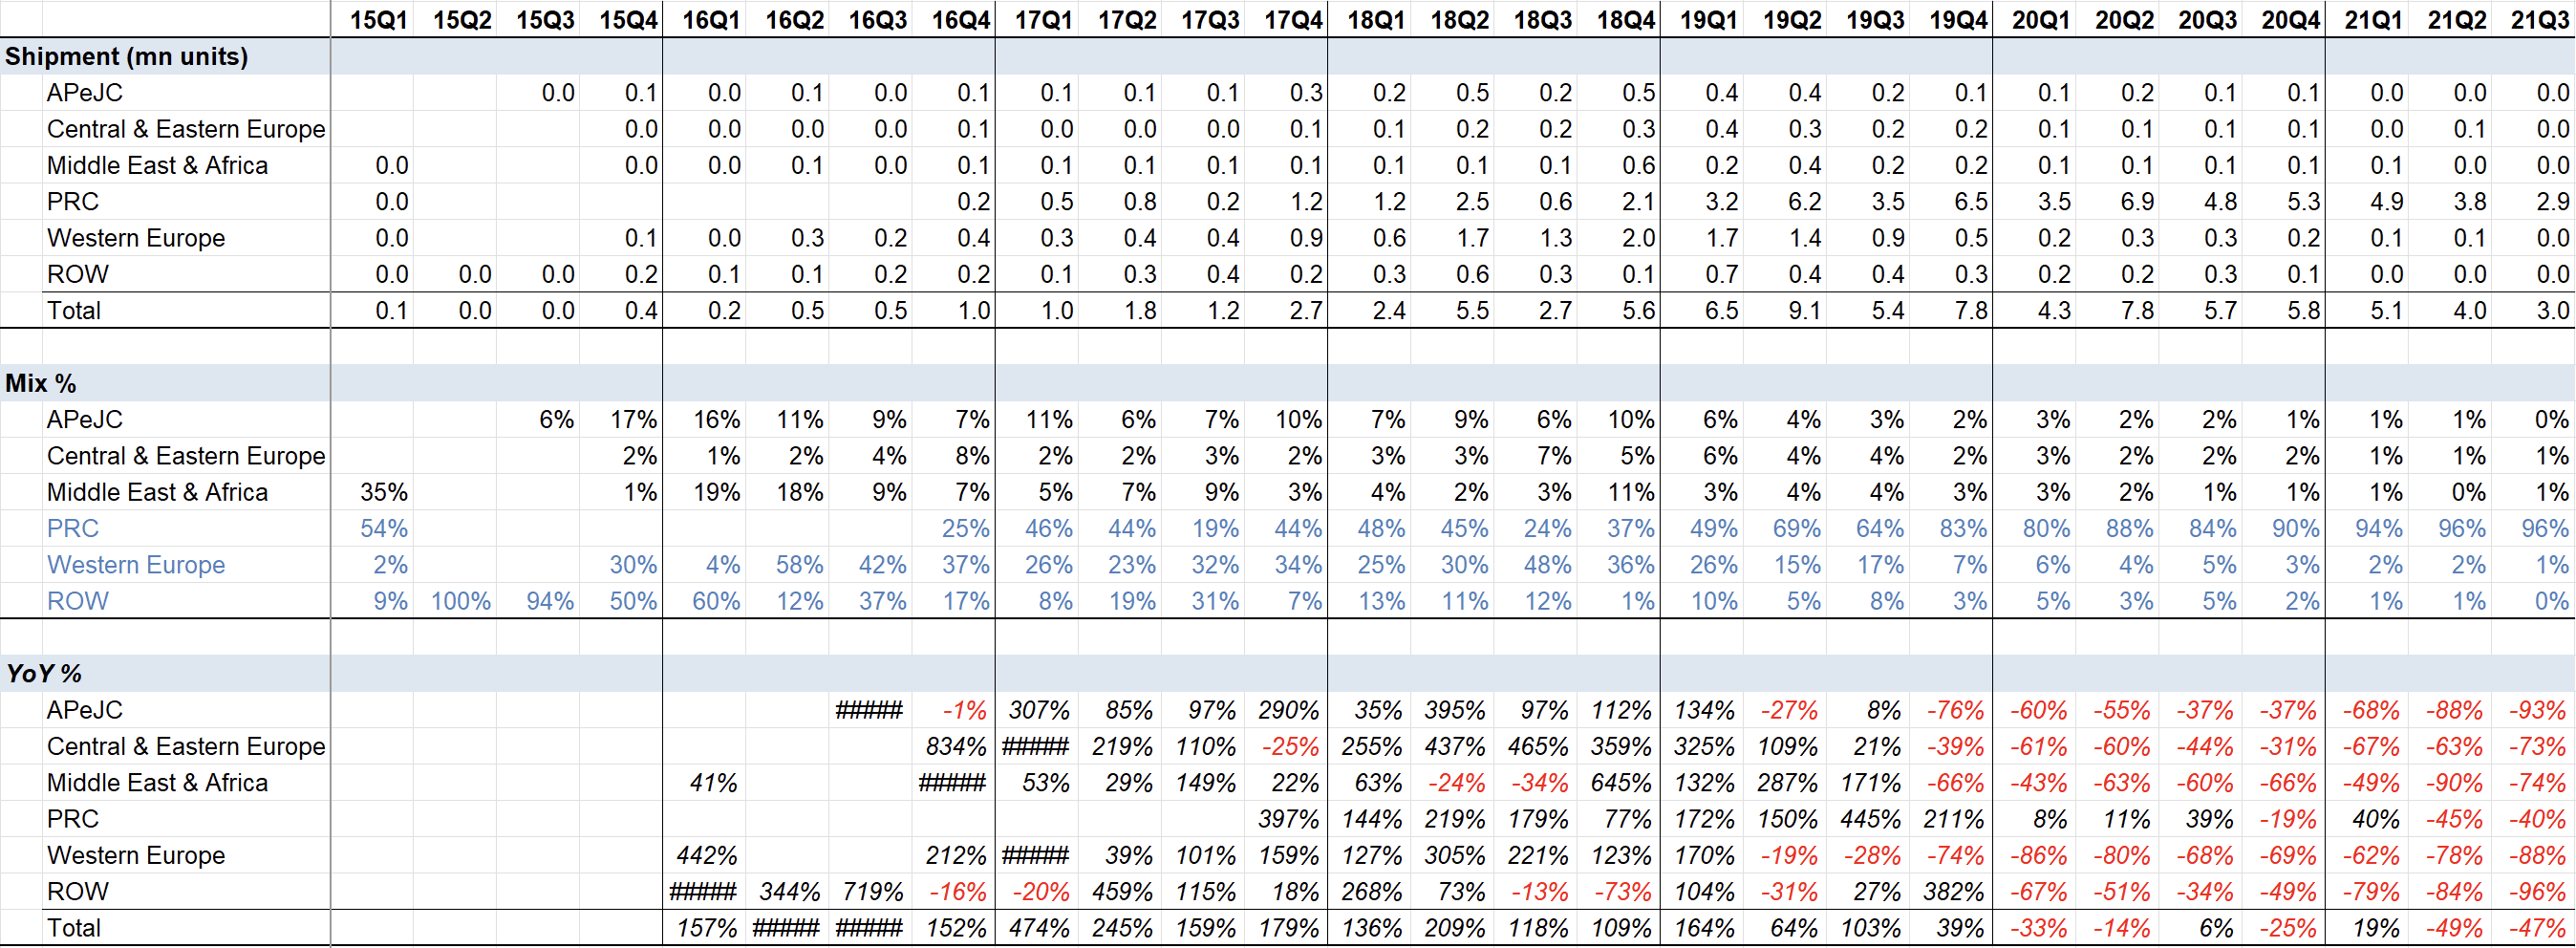 15Q1 15Q2 15Q3 15Q4 16Q1 16Q2 16Q3 16Q4 17Q1 17Q2 17Q3 17Q4 18Q1 18Q2 18Q3 18Q4 19Q1 19Q2 19Q3 19Q4 20Q1 20Q2 20Q3 20Q4 21Q1 21Q2 21Q3
Shipment (mn units)
APeJC 0.0 0.1 0.0 0.1 0.0 0.1 0.1 0.1 0.1 0.3 0.2 0.5 0.2 0.5 0.4 0.4 0.2 0.1 0.1 0.2 0.1 0.1 0.0 0.0 0.0
Central & Eastern Europe 0.0 0.0 0.0 0.0 0.1 0.0 0.0 0.0 0.1 0.1 0.2 0.2 0.3 0.4 0.3 0.2 0.2 0.1 0.1 0.1 0.1 0.0 0.1 0.0
Middle East & Africa 0.0 0.0 0.0 0.1 0.0 0.1 0.1 0.1 0.1 0.1 0.1 0.1 0.1 0.6 0.2 0.4 0.2 0.2 0.1 0.1 0.1 0.1 0.1 0.0 0.0
PRC 0.0 0.2 0.5 0.8 0.2 1.2 1.2 2.5 0.6 2.1 3.2 6.2 3.5 6.5 3.5 6.9 4.8 5.3 4.9 3.8 2.9
Western Europe 0.0 0.1 0.0 0.3 0.2 0.4 0.3 0.4 0.4 0.9 0.6 1.7 1.3 2.0 1.7 1.4 0.9 0.5 0.2 0.3 0.3 0.2 0.1 0.1 0.0
ROW 0.0 0.0 0.0 0.2 0.1 0.1 0.2 0.2 0.1 0.3 0.4 0.2 0.3 0.6 0.3 0.1 0.7 0.4 0.4 0.3 0.2 0.2 0.3 0.1 0.0 0.0 0.0
Total 0.1 0.0 0.0 0.4 0.2 0.5 0.5 1.0 1.0 1.8 1.2 2.7 2.4 5.5 2.7 5.6 6.5 9.1 5.4 7.8 4.3 7.8 5.7 5.8 5.1 4.0 3.0
Mix %
APeJC 6% 17% 16% 11% 9% 7% 11% 6% 7% 10% 7% 9% 6% 10% 6% 4% 3% 2% 3% 2% 2% 1% 1% 1% 0%
Central & Eastern Europe 2% 1% 2% 4% 8% 2% 2% 3% 2% 3% 3% 7% 5% 6% 4% 4% 2% 3% 2% 2% 2% 1% 1% 1%
Middle East & Africa 35% 1% 19% 18% 9% 7% 5% 7% 9% 3% 4% 2% 3% 11% 3% 4% 4% 3% 3% 2% 1% 1% 1% 0% 1%
PRC 54% 25% 46% 44% 19% 44% 48% 45% 24% 37% 49% 69% 64% 83% 80% 88% 84% 90% 94% 96% 96%
Western Europe 2% 30% 4% 58% 42% 37% 26% 23% 32% 34% 25% 30% 48% 36% 26% 15% 17% 7% 6% 4% 5% 3% 2% 2% 1%
ROW 9% 100% 94% 50% 60% 12% 37% 17% 8% 19% 31% 7% 13% 11% 12% 1% 10% 5% 8% 3% 5% 3% 5% 2% 1% 1% 0%
YoY %
APeJC ##### -1% 307% 85% 97% 290% 35% 395% 97% 112% 134% -27% 8% -76% -60% -55% -37% -37% -68% -88% -93%
Central & Eastern Europe 834% ##### 219% 110% -25% 255% 437% 465% 359% 325% 109% 21% -39% -61% -60% -44% -31% -67% -63% -73%
Middle East & Africa 41% ##### 53% 29% 149% 22% 63% -24% -34% 645% 132% 287% 171% -66% -43% -63% -60% -66% -49% -90% -74%
PRC 397% 144% 219% 179% 77% 172% 150% 445% 211% 8% 11% 39% -19% 40% -45% -40%
Western Europe 442% 212% ##### 39% 101% 159% 127% 305% 221% 123% 170% -19% -28% -74% -86% -80% -68% -69% -62% -78% -88%
ROW ##### 344% 719% -16% -20% 459% 115% 18% 268% 73% -13% -73% 104% -31% 27% 382% -67% -51% -34% -49% -79% -84% -96%
Total 157% ##### ##### 152% 474% 245% 159% 179% 136% 209% 118% 109% 164% 64% 103% 39% -33% -14% 6% -25% 19% -49% -47%